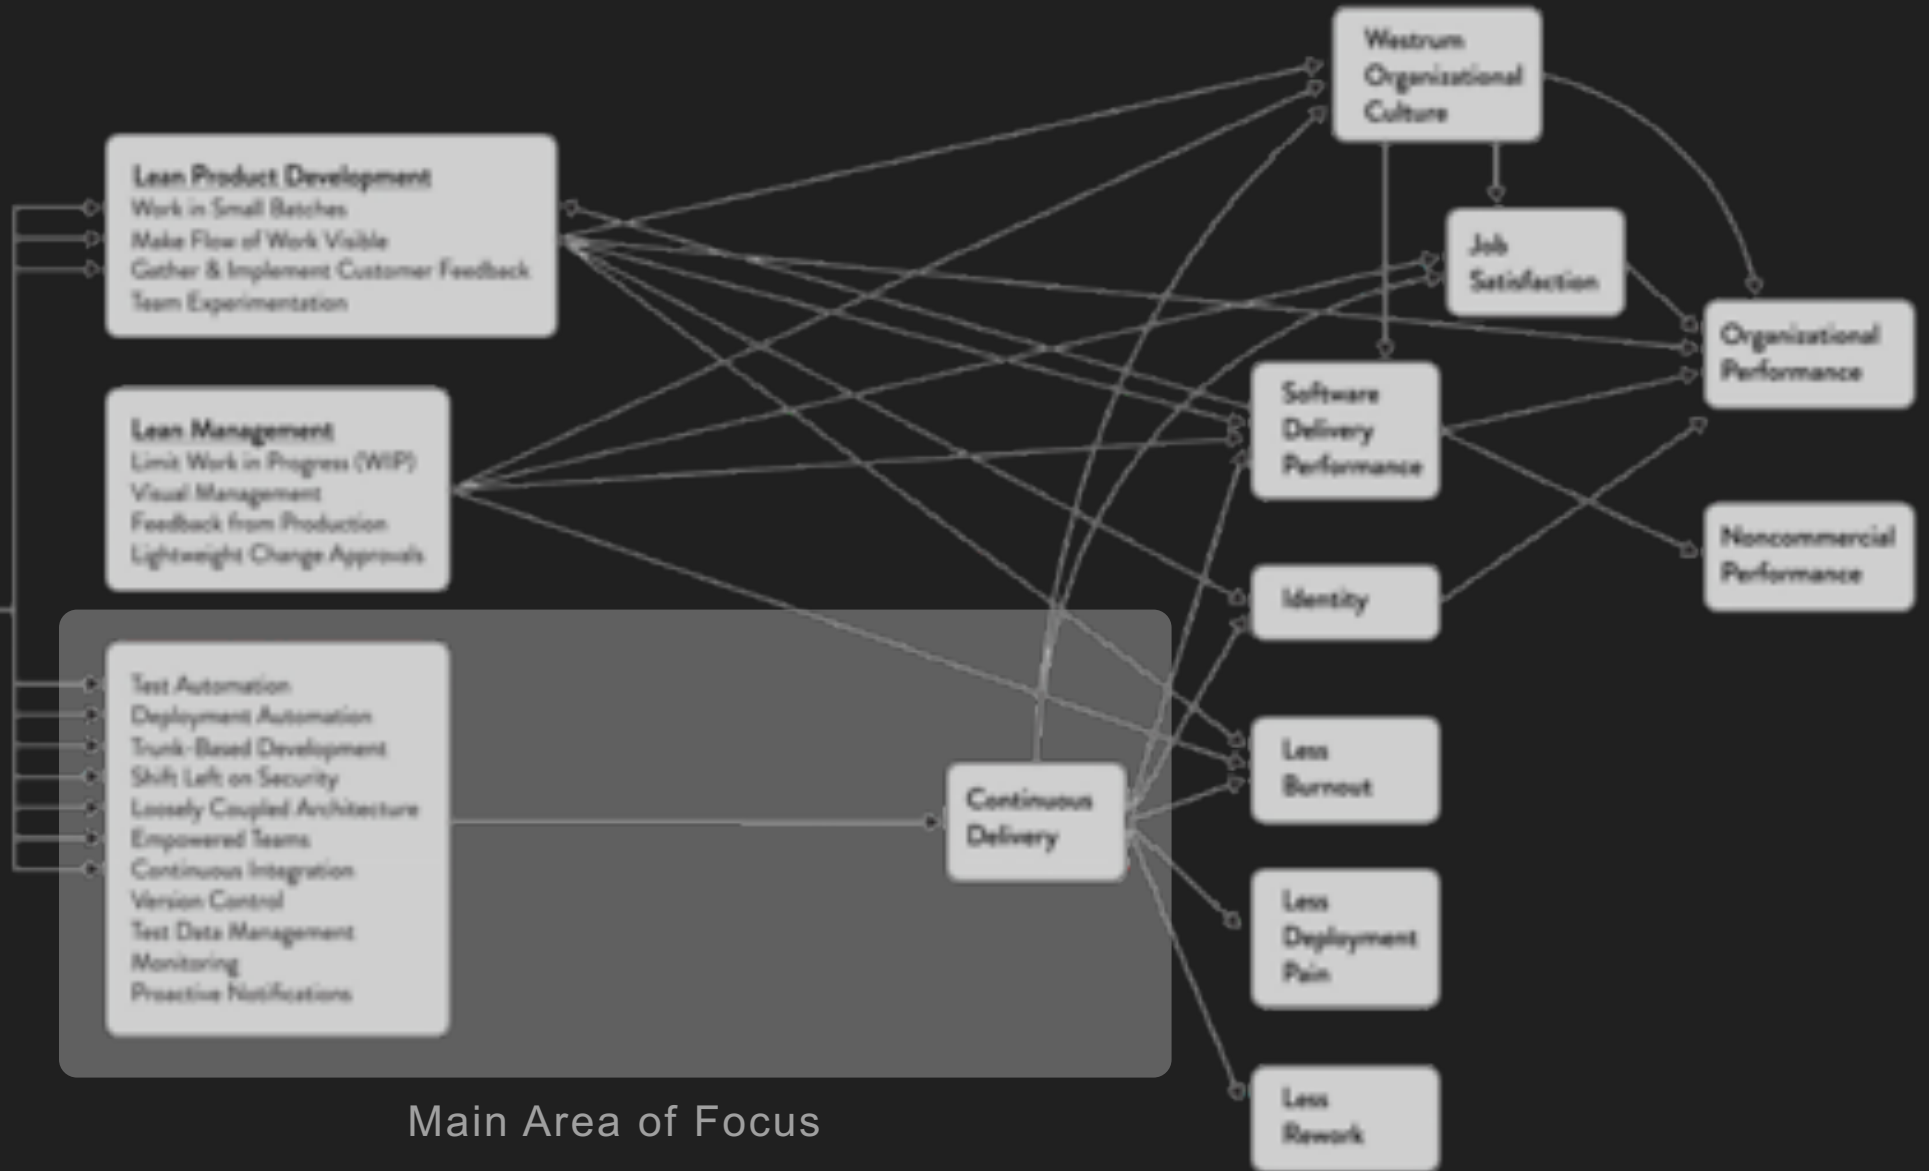 Westrum
Organizational
Culture
Lean Product Development
Work in Small Batches
Make Flow of Work Visible
Gather & Implement Customer Feedback
Team Experimentation
Job
Satisfaction
Organizational
Performance
Software
Delivery
Performance
Lean Management
Limit Work in Progress (WIP)
Visual Management
Feedback from Production
Lightweight Change Approvals
Noncommercial
Performance
Identity
Test Automation
Deployment Automation
Trunk-Based Development
Shift Left on Security
Loosely Coupled Architecture
Empowered Teams
Continuous Integration
Version Control
Test Data Management
Monitoring
Proactive Notifications
Continuous
Delivery
Less
Burnout
Less
Deployment
Pain
Less
Rework
Main Area of Focus